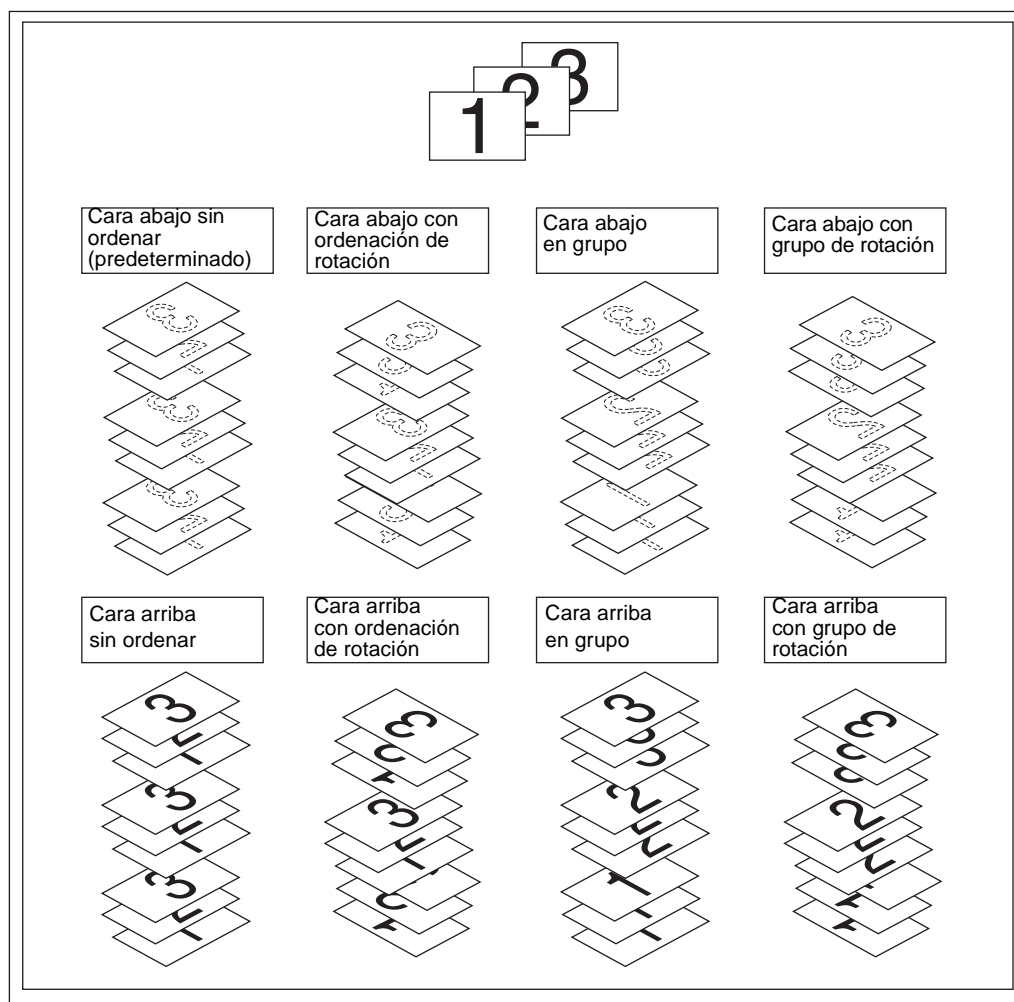 1 2 3
Cara abajo sin
ordenar
(predeterminado)
Cara abajo con
ordenación de
rotación
Cara abajo
en grupo
Cara abajo con
grupo de rotación
Cara arriba
sin ordenar
Cara arriba
con ordenación
de rotación
Cara arriba
en grupo
Cara arriba
con grupo de
rotación